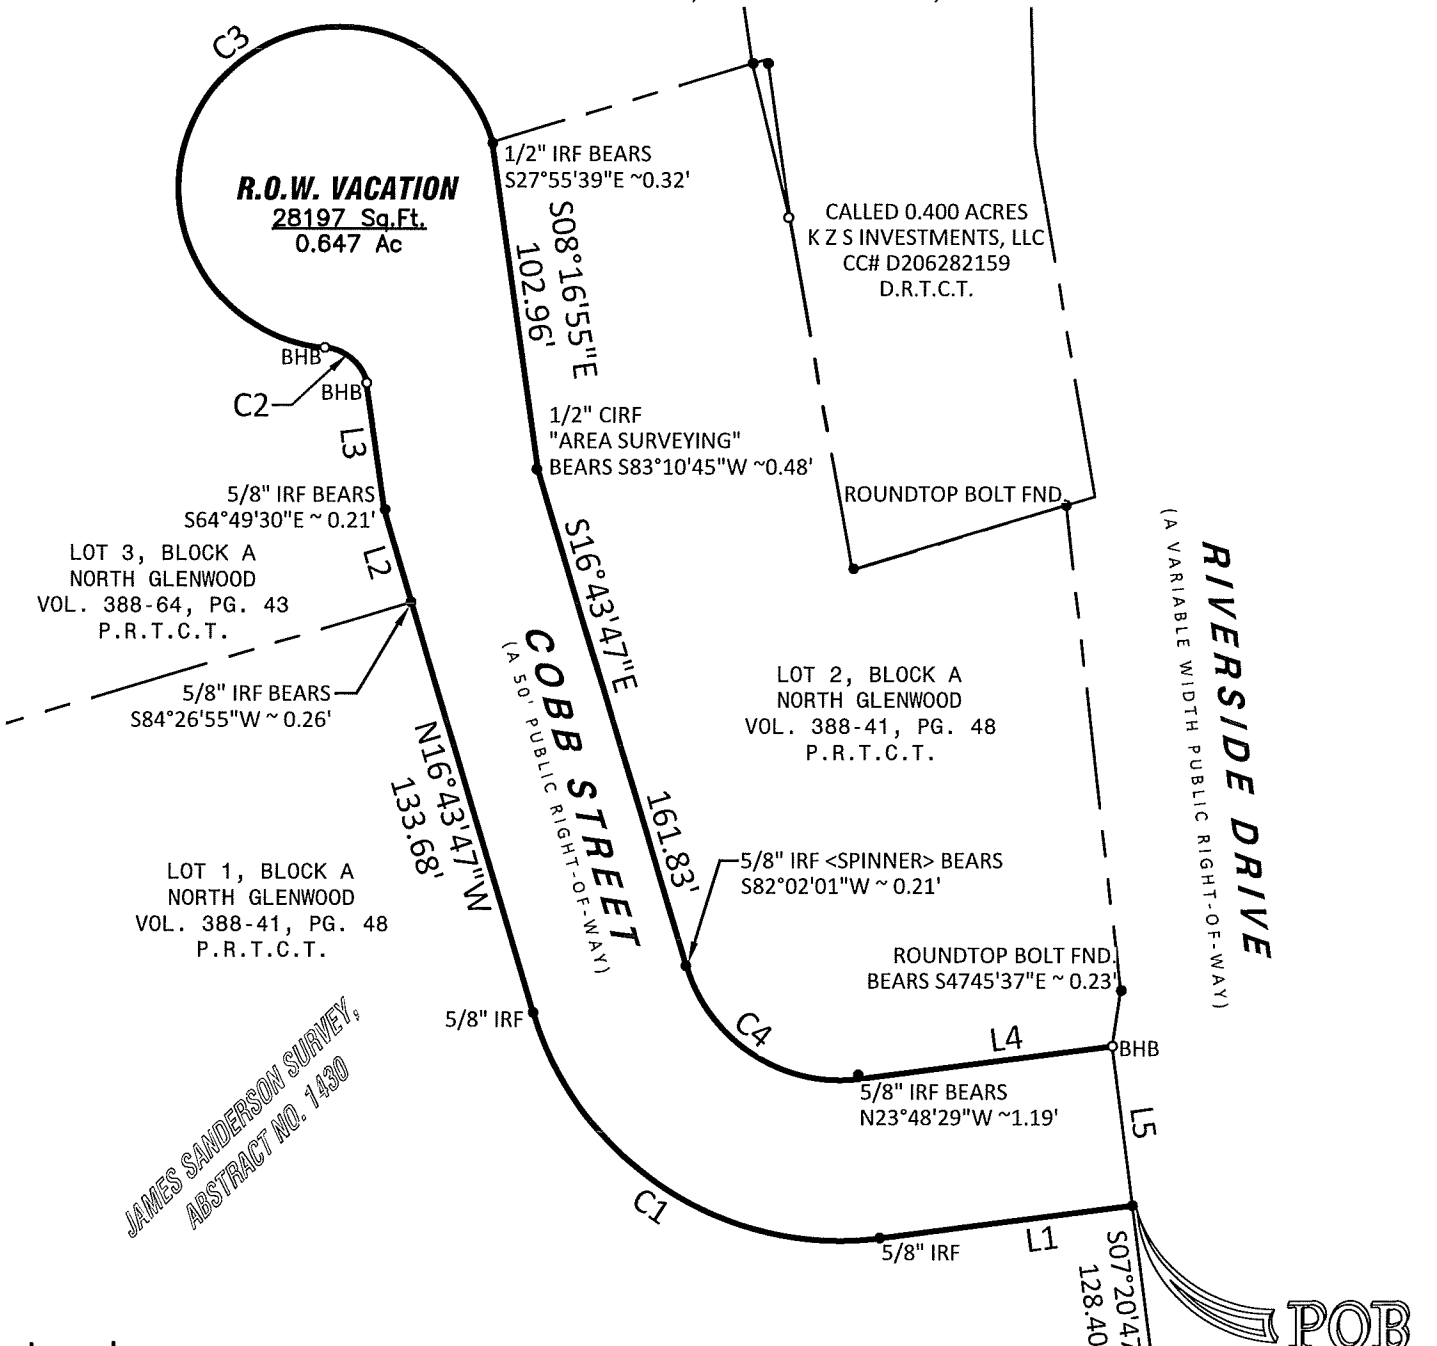 C3
R.O.W. VACATION
28197 Sq.Ft.
0.647 Ac
1/2" IRF BEARS
S27°55'39"E ~0.32'
S08°16'55"E
102.96'
CALLED 0.400 ACRES
K Z S INVESTMENTS, LLC
CC# D206282159
D.R.T.C.T.
BHB
BHB
C2
L3
1/2" CIRF
"AREA SURVEYING"
BEARS S83°10'45"W ~0.48'
ROUNDTOP BOLT FND.
5/8" IRF BEARS
S64°49'30"E ~ 0.21'
L2
LOT 3, BLOCK A
NORTH GLENWOOD
VOL. 388-64, PG. 43
P.R.T.C.T.
S16°43'47"E
161.83'
RIVERSIDE DRIVE
(A VARIABLE WIDTH PUBLIC RIGHT-OF-WAY)
COBB STREET
(A 50' PUBLIC RIGHT-OF-WAY)
5/8" IRF BEARS
S84°26'55"W ~ 0.26'
LOT 2, BLOCK A
NORTH GLENWOOD
VOL. 388-41, PG. 48
P.R.T.C.T.
N16°43'47"W
133.68'
LOT 1, BLOCK A
NORTH GLENWOOD
VOL. 388-41, PG. 48
P.R.T.C.T.
5/8" IRF <SPINNER> BEARS
S82°02'01"W ~ 0.21'
ROUNDTOP BOLT FND.
BEARS S4745'37"E ~ 0.23'
5/8" IRF
C4
L4
BHB
JAMES SANDERSON SURVEY,
ABSTRACT NO. 1430
5/8" IRF BEARS
N23°48'29"W ~1.19'
L5
C1
L1
5/8" IRF
S07°20'47
128.40
POB